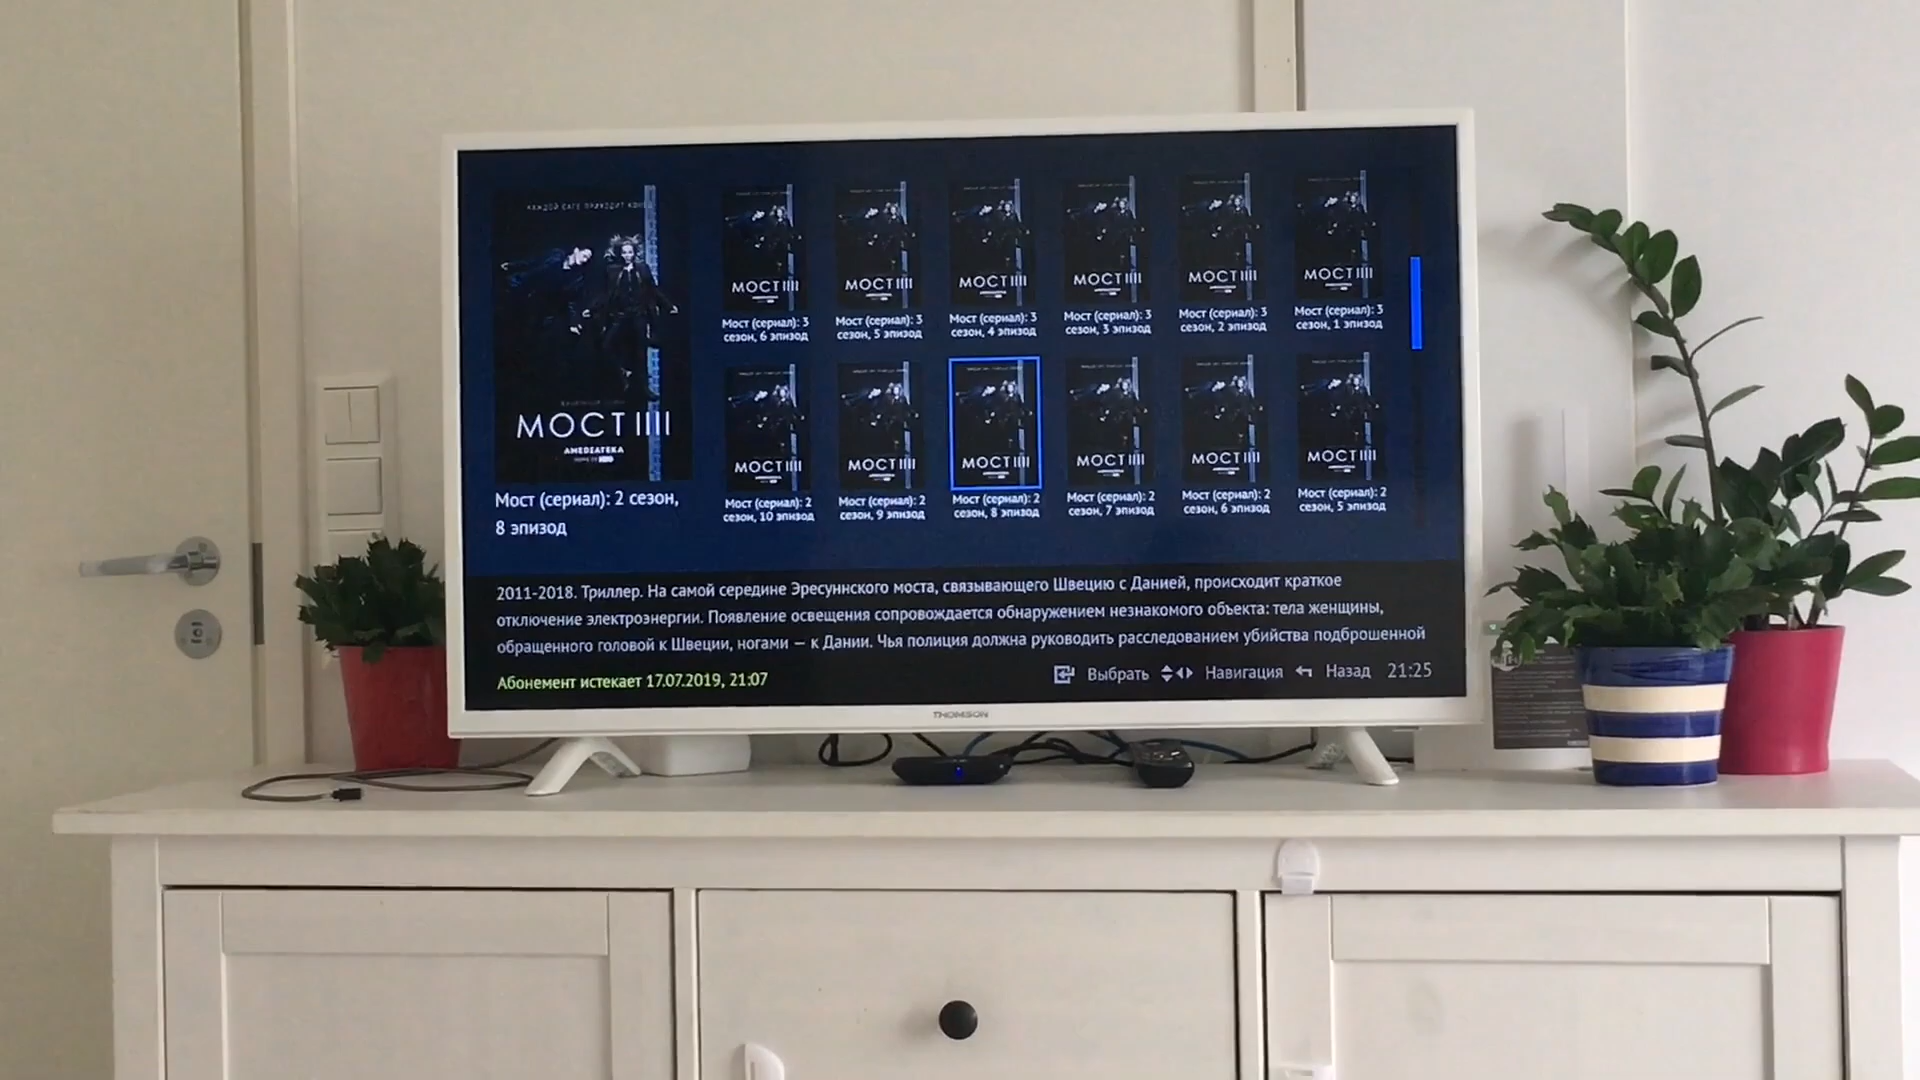 КАЖДОЙ САГЕ ПРИХОДИТ КОНЕЦ
МОСТ IIII
AMEDIATEKA
HOME OF HBO
Мост (сериал): 2 сезон,
8 эпизод
МОСТ IIII
Мост (сериал): 3
сезон, 6 эпизод
МОСТ IIII
Мост (сериал): 3
сезон, 5 эпизод
МОСТ IIII
Мост (сериал): 3
сезон, 4 эпизод
МОСТ IIII
Мост (сериал): 3
сезон, 3 эпизод
МОСТ IIII
Мост (сериал): 3
сезон, 2 эпизод
МОСТ IIII
Мост (сериал): 3
сезон, 1 эпизод
МОСТ IIII
Мост (сериал): 2
сезон, 10 эпизод
МОСТ IIII
Мост (сериал): 2
сезон, 9 эпизод
МОСТ IIII
Мост (сериал): 2
сезон, 8 эпизод
МОСТ IIII
Мост (сериал): 2
сезон, 7 эпизод
МОСТ IIII
Мост (сериал): 2
сезон, 6 эпизод
МОСТ IIII
Мост (сериал): 2
сезон, 5 эпизод
2011-2018. Триллер. На самой середине Эресуннского моста, связывающего Швецию с Данией, происходит краткое
отключение электроэнергии. Появление освещения сопровождается обнаружением незнакомого объекта: тела женщины,
обращенного головой к Швеции, ногами — к Дании. Чья полиция должна руководить расследованием убийства подброшенной
Абонемент истекает 17.07.2019, 21:07
Выбрать Навигация Назад 21:25
THOMSON